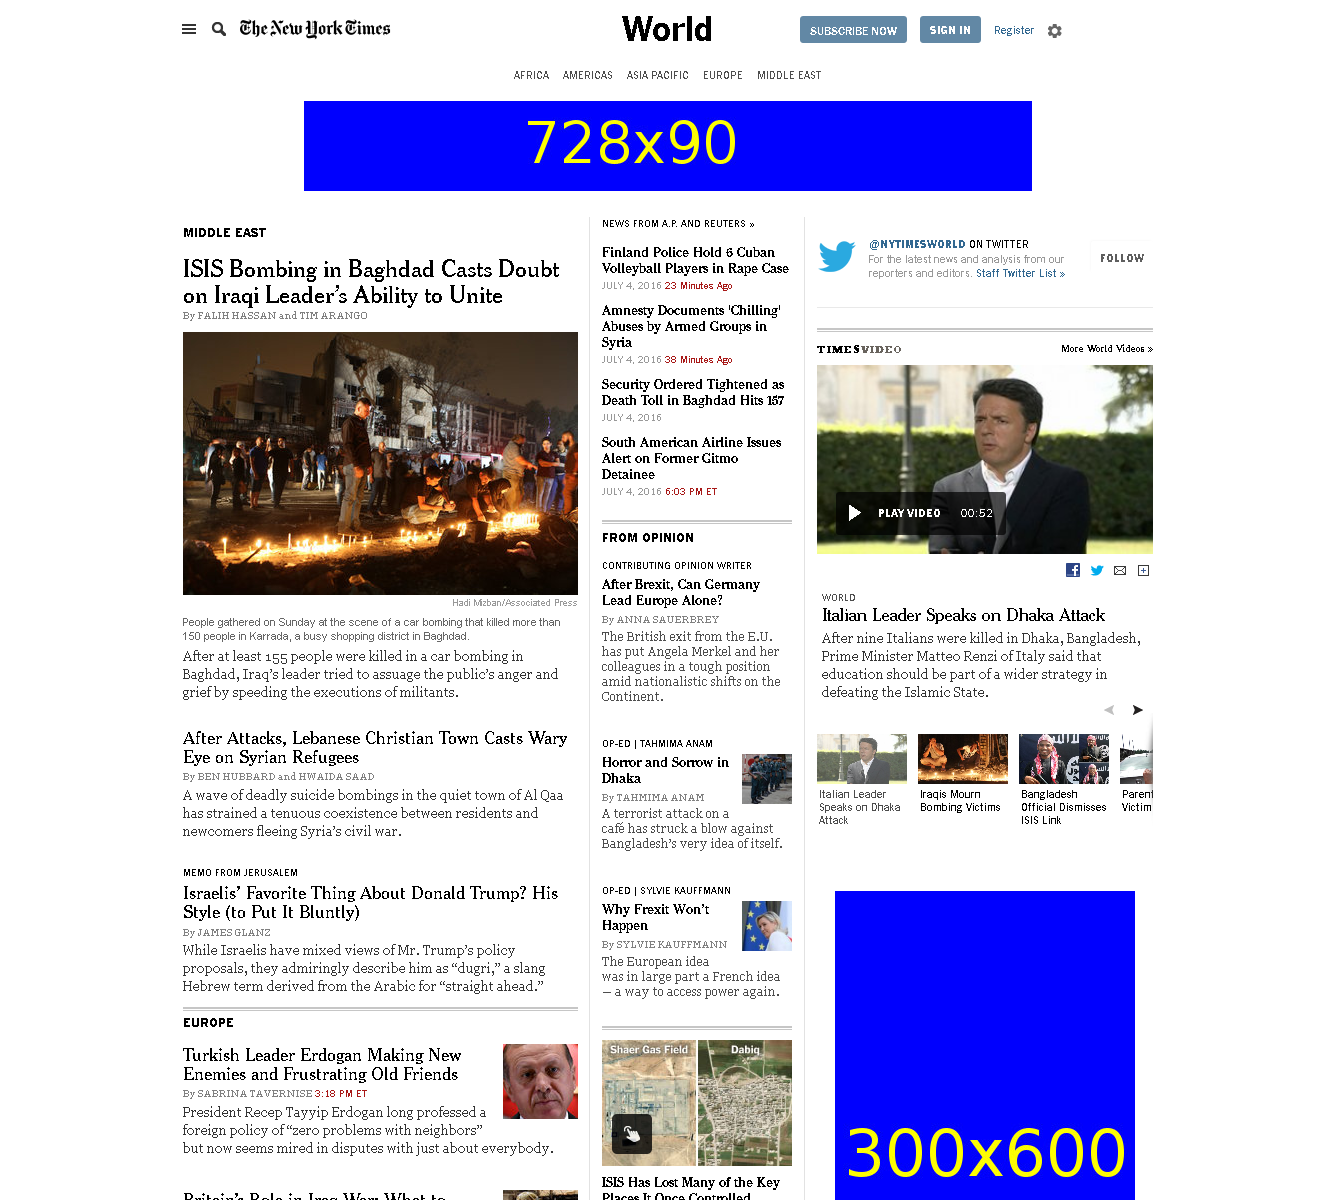 The New York Times
World
SUBSCRIBE NOW
SIGN IN
Register
AFRICA AMERICAS ASIA PACIFIC EUROPE MIDDLE EAST
728x90
MIDDLE EAST
ISIS Bombing in Baghdad Casts Doubt
on Iraqi Leader’s Ability to Unite
By FALIH HASSAN and TIM ARANGO
Hadi Mizban/Associated Press
People gathered on Sunday at the scene of a car bombing that killed more than
150 people in Karrada, a busy shopping district in Baghdad.
After at least 155 people were killed in a car bombing in
Baghdad, Iraq’s leader tried to assuage the public’s anger and
grief by speeding the executions of militants.
After Attacks, Lebanese Christian Town Casts Wary
Eye on Syrian Refugees
By BEN HUBBARD and HWAIDA SAAD
A wave of deadly suicide bombings in the quiet town of Al Qaa
has strained a tenuous coexistence between residents and
newcomers fleeing Syria’s civil war.
MEMO FROM JERUSALEM
Israelis’ Favorite Thing About Donald Trump? His
Style (to Put It Bluntly)
By JAMES GLANZ
While Israelis have mixed views of Mr. Trump’s policy
proposals, they admiringly describe him as “dugri,” a slang
Hebrew term derived from the Arabic for “straight ahead.”
EUROPE
Turkish Leader Erdogan Making New
Enemies and Frustrating Old Friends
By SABRINA TAVERNISE 3:18 PM ET
President Recep Tayyip Erdogan long professed a
foreign policy of “zero problems with neighbors”
but now seems mired in disputes with just about everybody.
Britain’s Role in Iraq War: What to
NEWS FROM A.P. AND REUTERS »
Finland Police Hold 6 Cuban
Volleyball Players in Rape Case
JULY 4, 2016 23 Minutes Ago
Amnesty Documents 'Chilling'
Abuses by Armed Groups in
Syria
JULY 4, 2016 38 Minutes Ago
Security Ordered Tightened as
Death Toll in Baghdad Hits 157
JULY 4, 2016
South American Airline Issues
Alert on Former Gitmo
Detainee
JULY 4, 2016 6:03 PM ET
FROM OPINION
CONTRIBUTING OPINION WRITER
After Brexit, Can Germany
Lead Europe Alone?
By ANNA SAUERBREY
The British exit from the E.U.
has put Angela Merkel and her
colleagues in a tough position
amid nationalistic shifts on the
Continent.
OP-ED | TAHMIMA ANAM
Horror and Sorrow in
Dhaka
By TAHMIMA ANAM
A terrorist attack on a
café has struck a blow against
Bangladesh’s very idea of itself.
OP-ED | SYLVIE KAUFFMANN
Why Frexit Won’t
Happen
By SYLVIE KAUFFMANN
The European idea
was in large part a French idea
— a way to access power again.
Shaer Gas Field
Dabiq
ISIS Has Lost Many of the Key
Places It Once Controlled
@NYTIMESWORLD ON TWITTER
For the latest news and analysis from our
reporters and editors. Staff Twitter List »
FOLLOW
TIMESVIDEO
More World Videos »
PLAY VIDEO 00:52
WORLD
Italian Leader Speaks on Dhaka Attack
After nine Italians were killed in Dhaka, Bangladesh,
Prime Minister Matteo Renzi of Italy said that
education should be part of a wider strategy in
defeating the Islamic State.
Italian Leader
Speaks on Dhaka
Attack
Iraqis Mourn
Bombing Victims
Bangladesh
Official Dismisses
ISIS Link
Parent
Victim
300x600